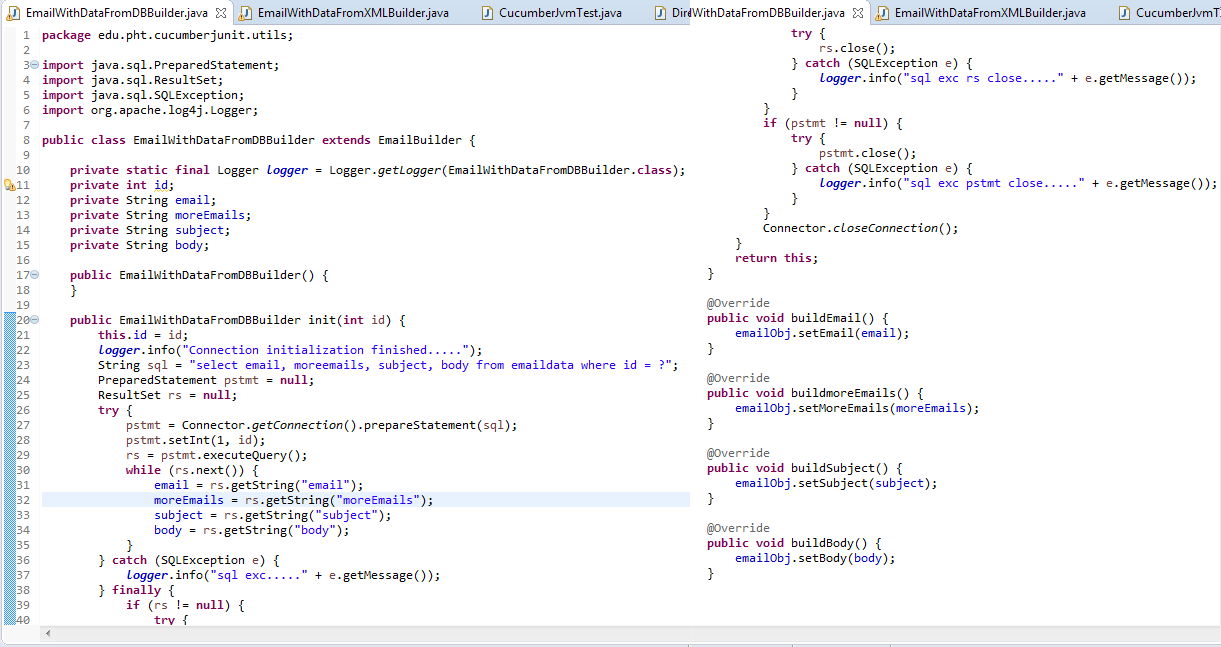 EmailWithDataFromDBBuilder.java
EmailWithDataFromXMLBuilder.java
CucumberJvmTest.java
Dire
1 package edu.pht.cucumberjunit.utils;
2
3 import java.sql.PreparedStatement;
4 import java.sql.ResultSet;
5 import java.sql.SQLException;
6 import org.apache.log4j.Logger;
7
8 public class EmailWithDataFromDBBuilder extends EmailBuilder {
9
10 private static final Logger logger = Logger.getLogger(EmailWithDataFromDBBuilder.class);
11 private int id;
12 private String email;
13 private String moreEmails;
14 private String subject;
15 private String body;
16
17 public EmailWithDataFromDBBuilder() {
18 }
19
20 public EmailWithDataFromDBBuilder init(int id) {
21 this.id = id;
22 logger.info("Connection initialization finished.....");
23 String sql = "select email, moreemails, subject, body from emaildata where id = ?";
24 PreparedStatement pstmt = null;
25 ResultSet rs = null;
26 try {
27 pstmt = Connector.getConnection().prepareStatement(sql);
28 pstmt.setInt(1, id);
29 rs = pstmt.executeQuery();
30 while (rs.next()) {
31 email = rs.getString("email");
32 moreEmails = rs.getString("moreEmails");
33 subject = rs.getString("subject");
34 body = rs.getString("body");
35 }
36 } catch (SQLException e) {
37 logger.info("sql exc....." + e.getMessage());
38 } finally {
39 if (rs != null) {
40 try {
WithDataFromDBBuilder.java
EmailWithDataFromXMLBuilder.java
CucumberJvmT
try {
rs.close();
} catch (SQLException e) {
logger.info("sql exc rs close....." + e.getMessage());
}
}
if (pstmt != null) {
try {
pstmt.close();
} catch (SQLException e) {
logger.info("sql exc pstmt close....." + e.getMessage());
}
}
Connector.closeConnection();
}
return this;
}
@Override
public void buildEmail() {
emailObj.setEmail(email);
}
@Override
public void buildmoreEmails() {
emailObj.setMoreEmails(moreEmails);
}
@Override
public void buildSubject() {
emailObj.setSubject(subject);
}
@Override
public void buildBody() {
emailObj.setBody(body);
}